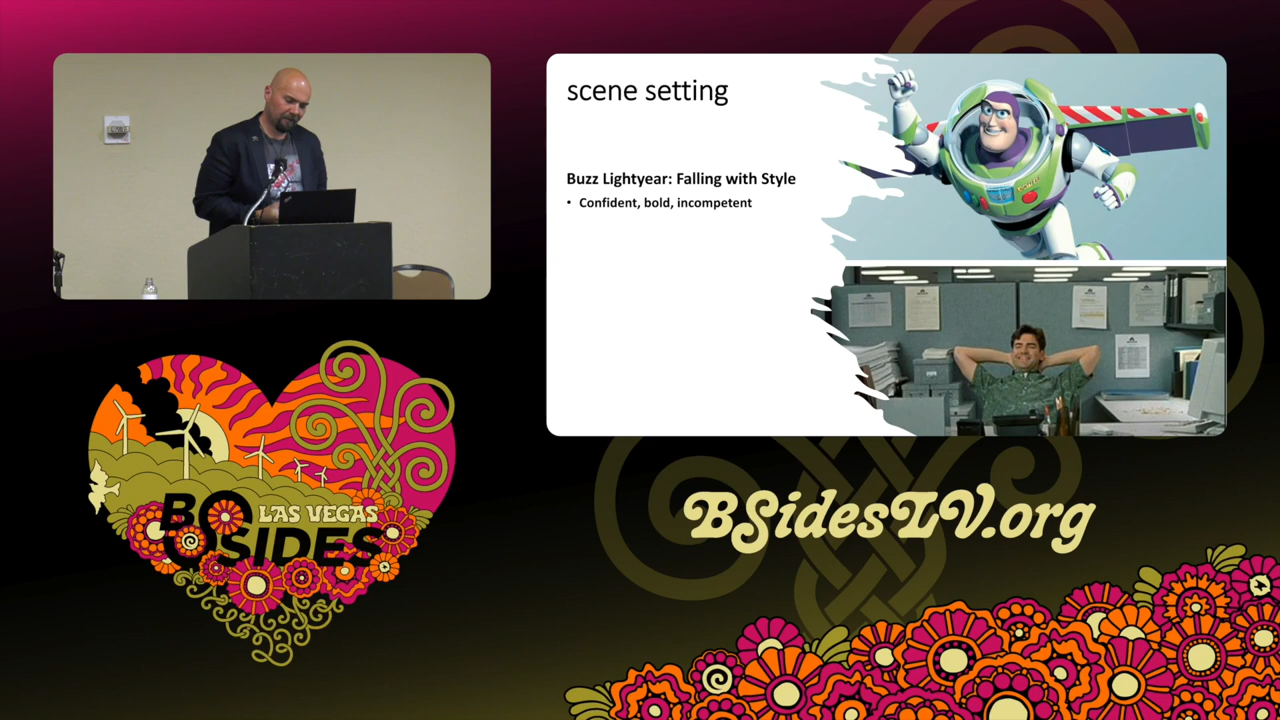 scene setting
Buzz Lightyear: Falling with Style
• Confident, bold, incompetent
LAS VEGAS
BSIDES
BSidesLV.org